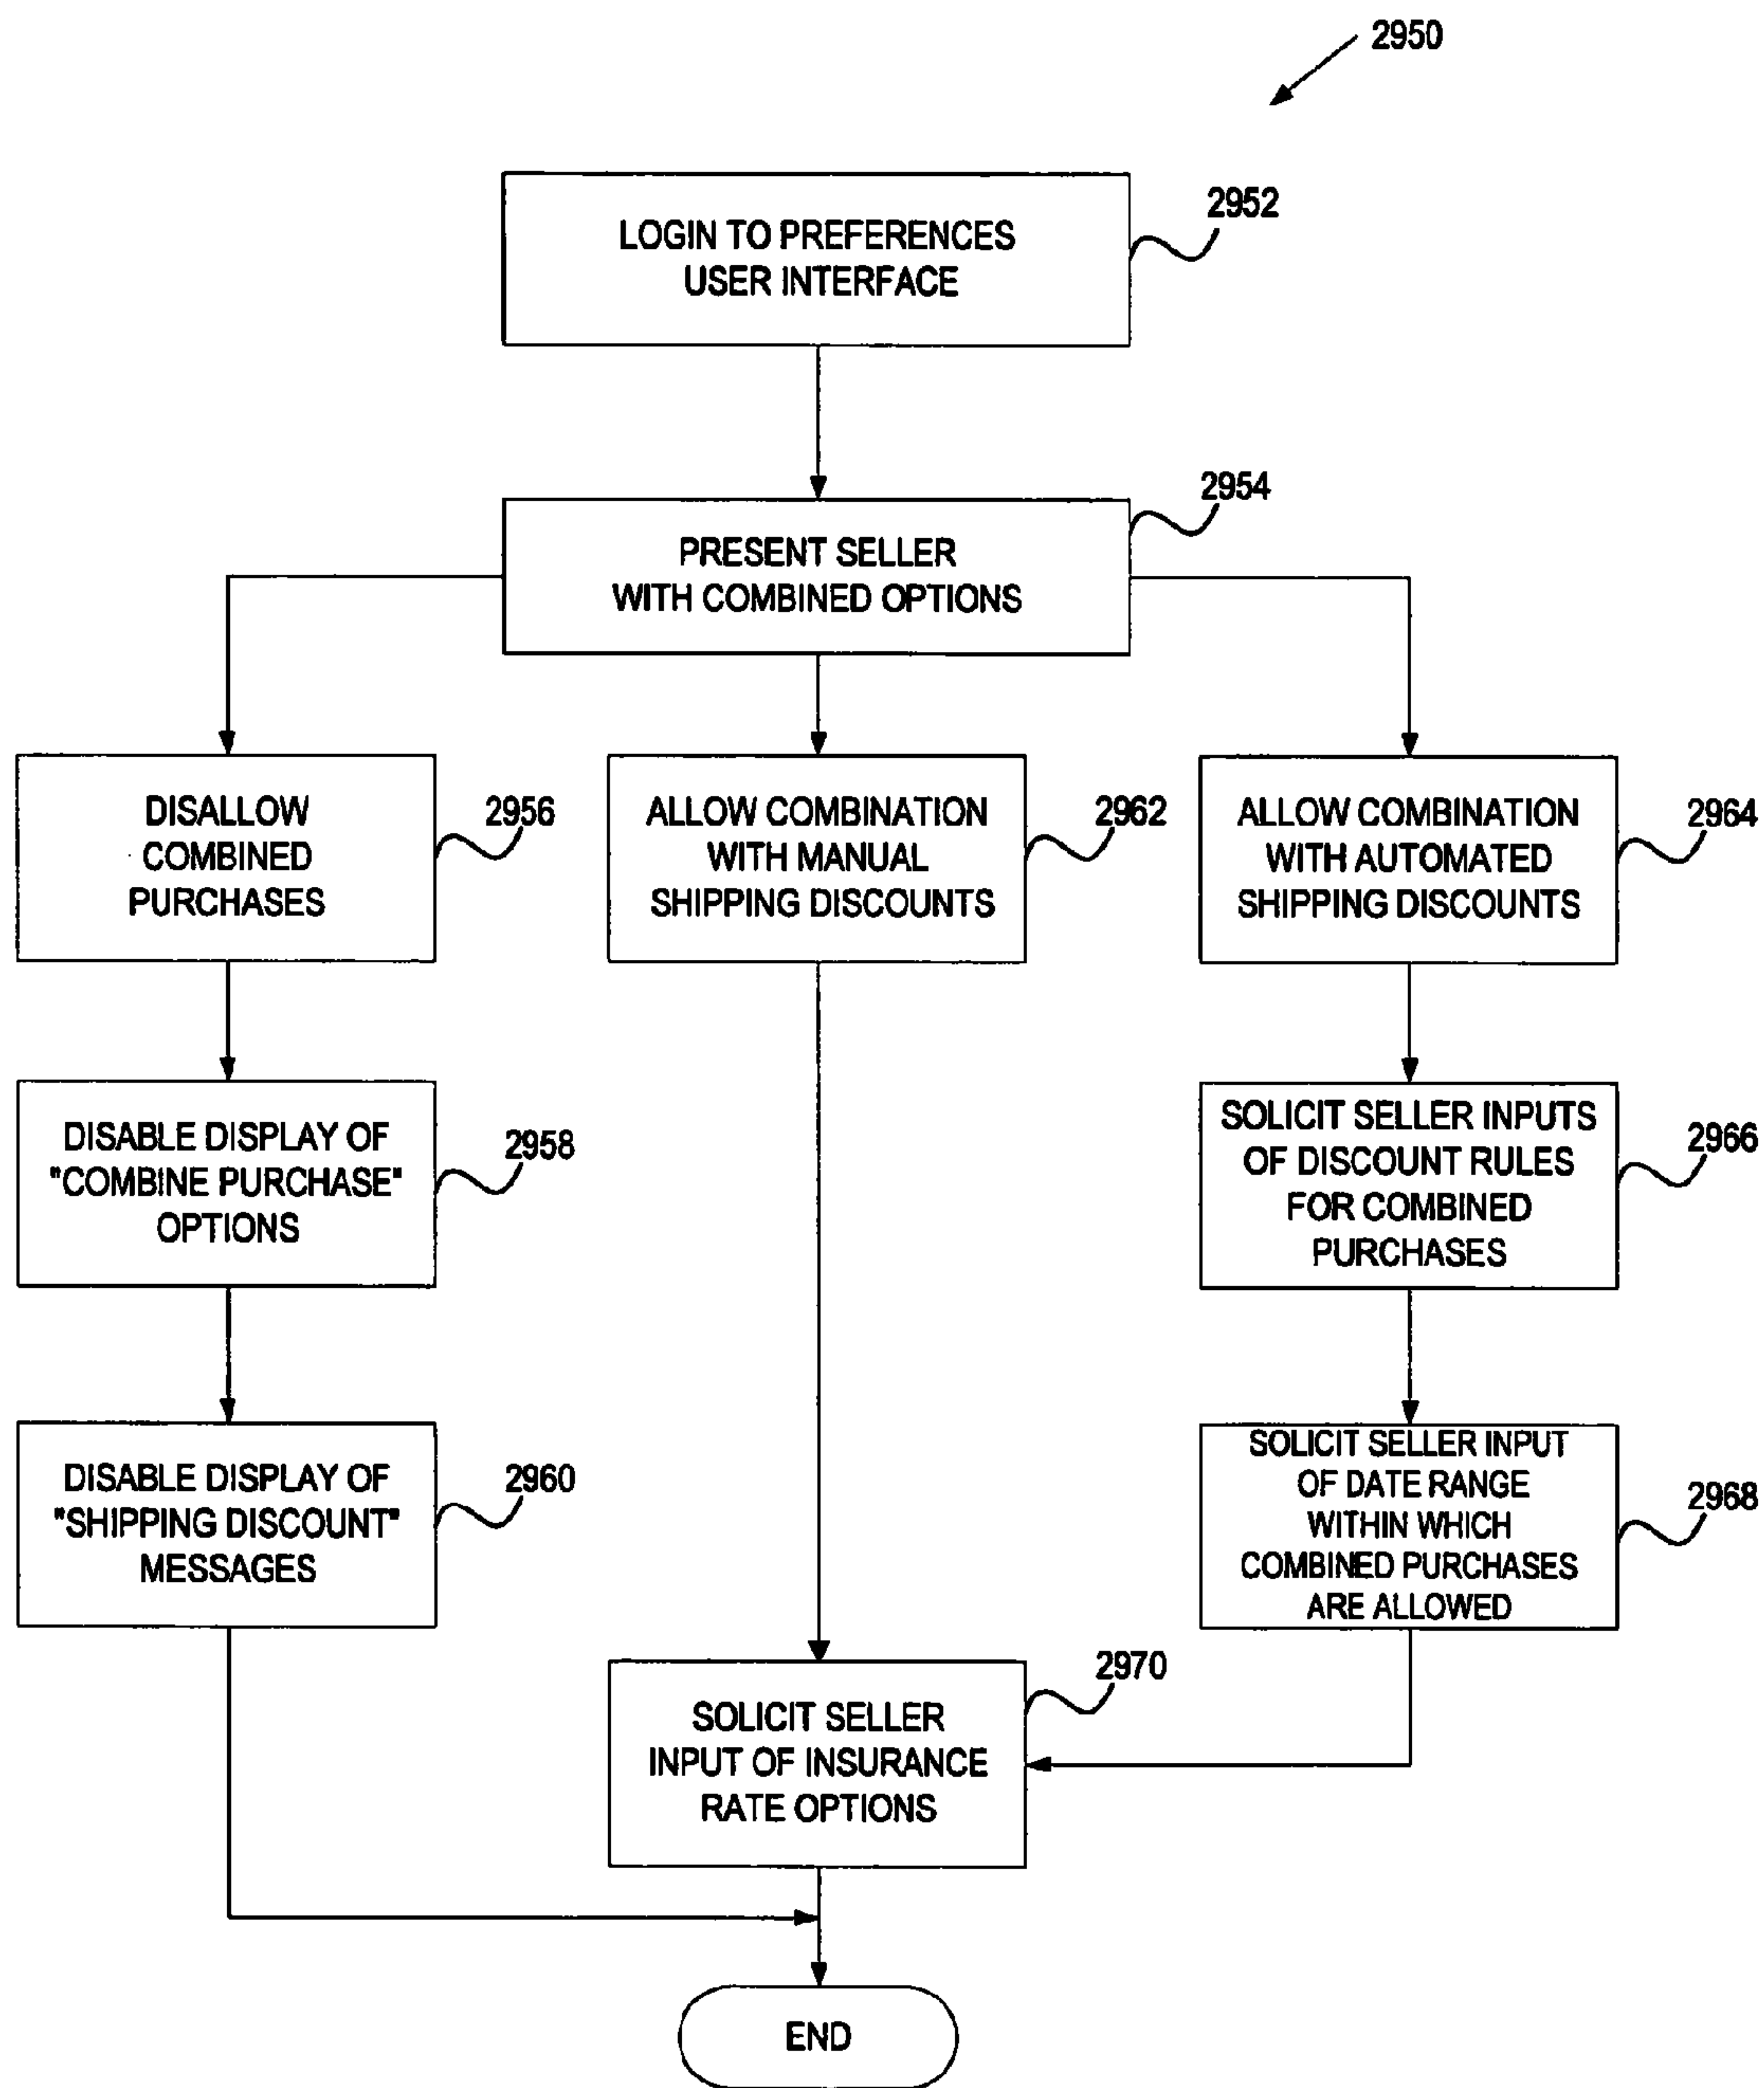 2950
LOGIN TO PREFERENCES
USER INTERFACE
2952
PRESENT SELLER
WITH COMBINED OPTIONS
2954
DISALLOW
COMBINED
PURCHASES
2956
ALLOW COMBINATION
WITH MANUAL
SHIPPING DISCOUNTS
2962
ALLOW COMBINATION
WITH AUTOMATED
SHIPPING DISCOUNTS
2964
DISABLE DISPLAY OF
"COMBINE PURCHASE"
OPTIONS
2958
SOLICIT SELLER INPUTS
OF DISCOUNT RULES
FOR COMBINED
PURCHASES
2966
DISABLE DISPLAY OF
"SHIPPING DISCOUNT"
MESSAGES
2960
SOLICIT SELLER INPUT
OF DATE RANGE
WITHIN WHICH
COMBINED PURCHASES
ARE ALLOWED
2968
SOLICIT SELLER
INPUT OF INSURANCE
RATE OPTIONS
2970
END